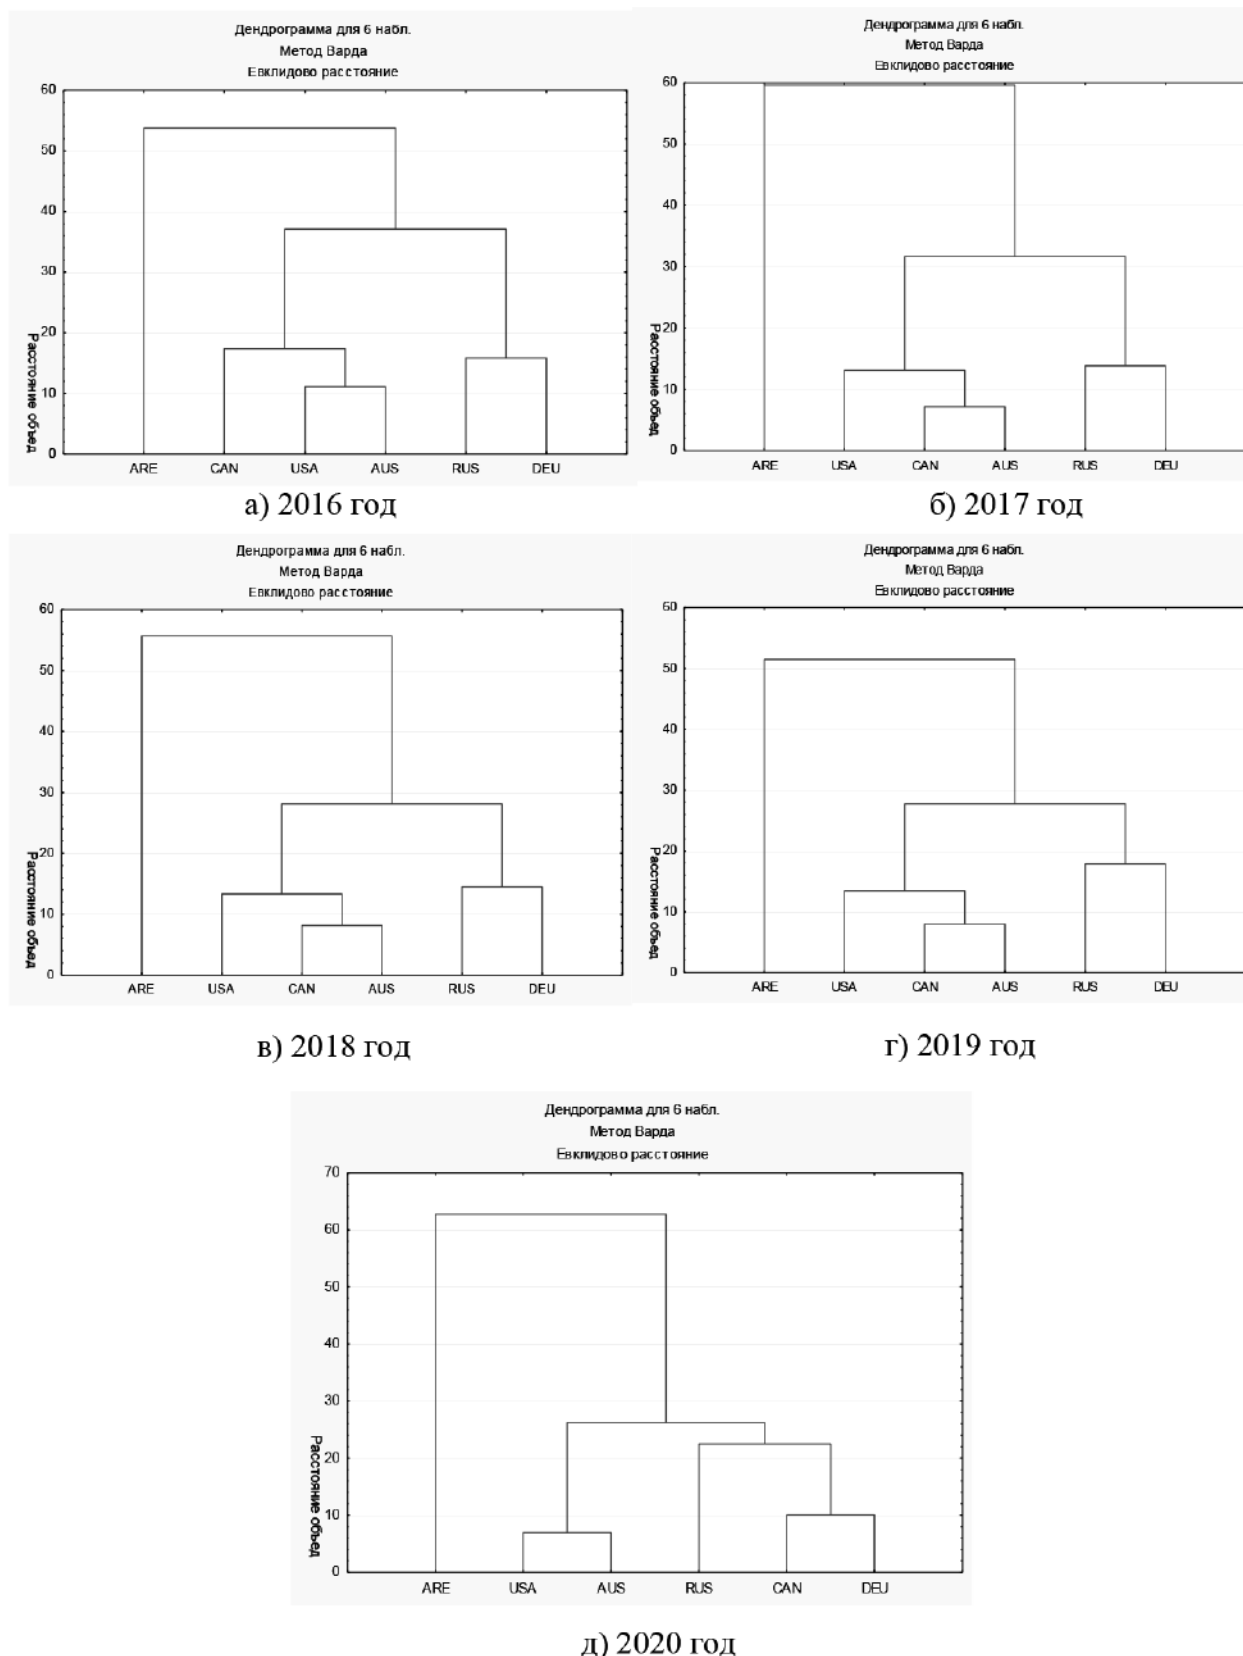 Дендрограмма для 6 набл.
Метод Варда
Евклидово расстояние
60
50
40
30
20
10
0
Расстояние объед
ARE CAN USA AUS RUS DEU
а) 2016 год
Дендрограмма для 6 набл.
Метод Варда
Евклидово расстояние
60
50
40
30
20
10
0
Расстояние объед
ARE USA CAN AUS RUS DEU
б) 2017 год
Дендрограмма для 6 набл.
Метод Варда
Евклидово расстояние
60
50
40
30
20
10
0
Расстояние объед
ARE USA CAN AUS RUS DEU
в) 2018 год
Дендрограмма для 6 набл.
Метод Варда
Евклидово расстояние
60
50
40
30
20
10
0
Расстояние объед
ARE USA CAN AUS RUS DEU
г) 2019 год
Дендрограмма для 6 набл.
Метод Варда
Евклидово расстояние
70
60
50
40
30
20
10
0
Расстояние объед
ARE USA AUS RUS CAN DEU
д) 2020 год